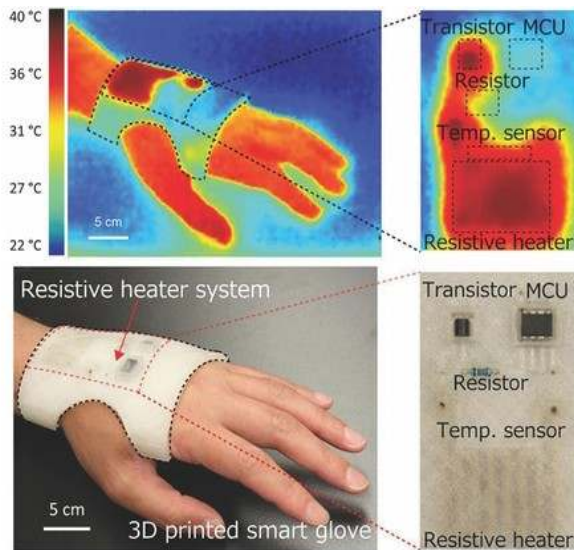 40 °C
36 °C
31 °C
27 °C
22 °C
5 cm
Transistor MCU
Resistor
Temp. sensor
Resistive heater
Resistive heater system
5 cm
3D printed smart glove
Transistor MCU
Resistor
Temp. sensor
Resistive heater